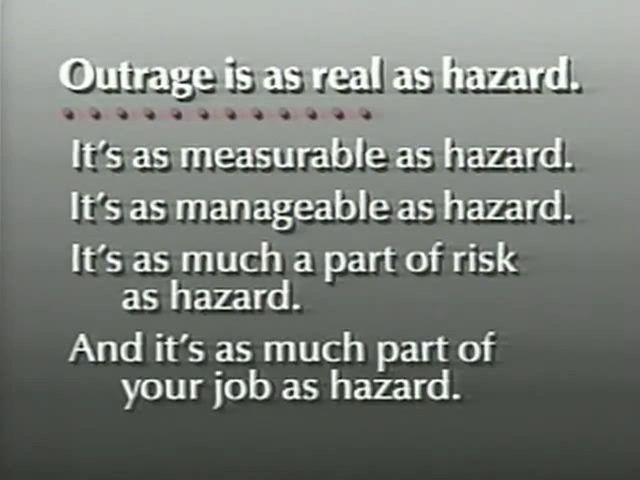 Outrage is as real as hazard.
It's as measurable as hazard.
It's as manageable as hazard.
It's as much a part of risk
as hazard.
And it's as much part of
your job as hazard.